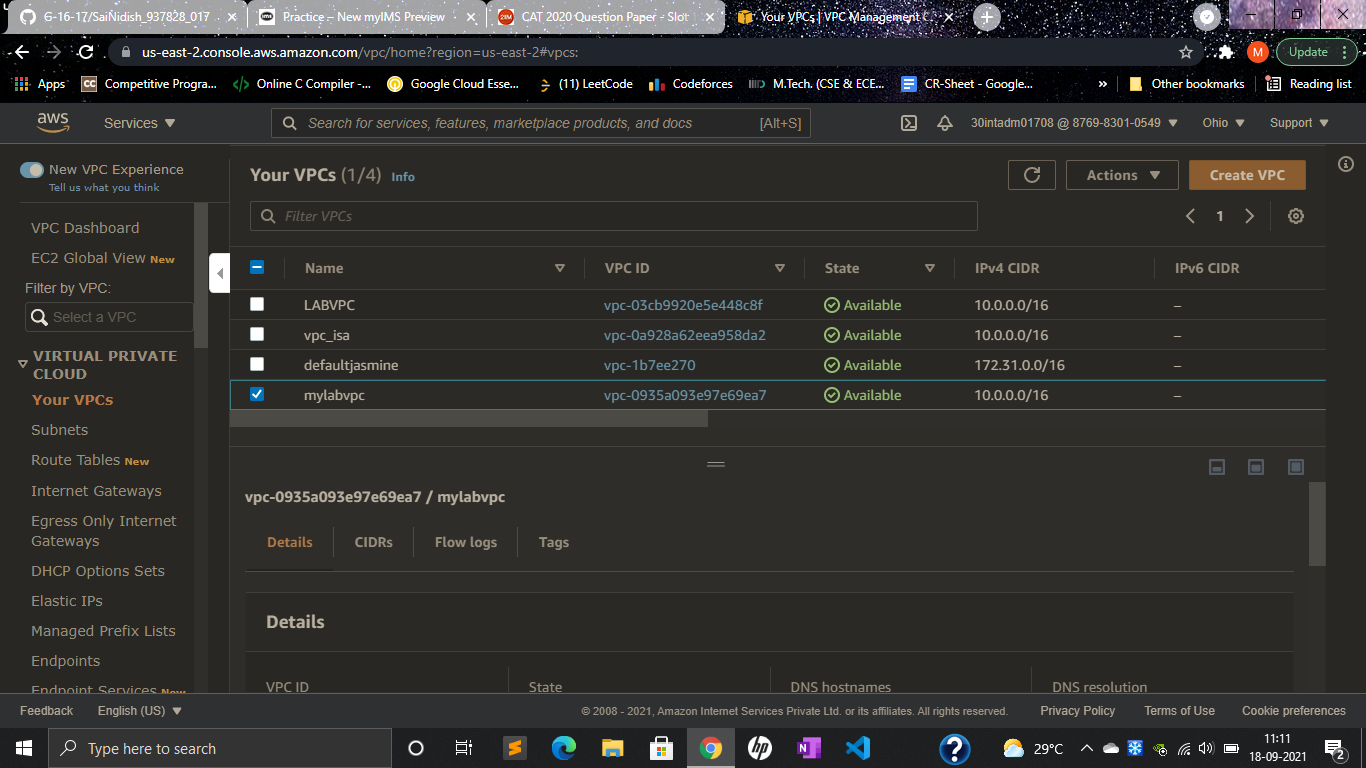 G-16-17/SaiNidish_937828_017
Practice – New myIMS Preview
CAT 2020 Question Paper - Slot
Your VPCs | VPC Management C
us-east-2.console.aws.amazon.com/vpc/home?region=us-east-2#vpcs:
M
Update
Apps
CC Competitive Progra...
Online C Compiler -...
Google Cloud Esse...
(11) LeetCode
Codeforces
M.Tech. (CSE & ECE...
CR-Sheet - Google...
»
Other bookmarks
Reading list
aws
Services
Search for services, features, marketplace products, and docs [Alt+S]
30intadm01708 @ 8769-8301-0549
Ohio
Support
New VPC Experience
Tell us what you think
VPC Dashboard
EC2 Global View New
Filter by VPC:
Select a VPC
VIRTUAL PRIVATE
CLOUD
Your VPCs
Subnets
Route Tables New
Internet Gateways
Egress Only Internet
Gateways
DHCP Options Sets
Elastic IPs
Managed Prefix Lists
Endpoints
Endpoint Services New
Your VPCs (1/4) Info
Actions
Create VPC
Filter VPCs
1
Name VPC ID State IPv4 CIDR IPv6 CIDR
LABVPC vpc-03cb9920e5e448c8f Available 10.0.0.0/16 –
vpc_isa vpc-0a928a62eea958da2 Available 10.0.0.0/16 –
defaultjasmine vpc-1b7ee270 Available 172.31.0.0/16 –
mylabvpc vpc-0935a093e97e69ea7 Available 10.0.0.0/16 –
vpc-0935a093e97e69ea7 / mylabvpc
Details CIDRs Flow logs Tags
Details
VPC ID State DNS hostnames DNS resolution
Feedback English (US) © 2008 - 2021, Amazon Internet Services Private Ltd. or its affiliates. All rights reserved. Privacy Policy Terms of Use Cookie preferences
Type here to search
hp
29°C
11:11
18-09-2021
2